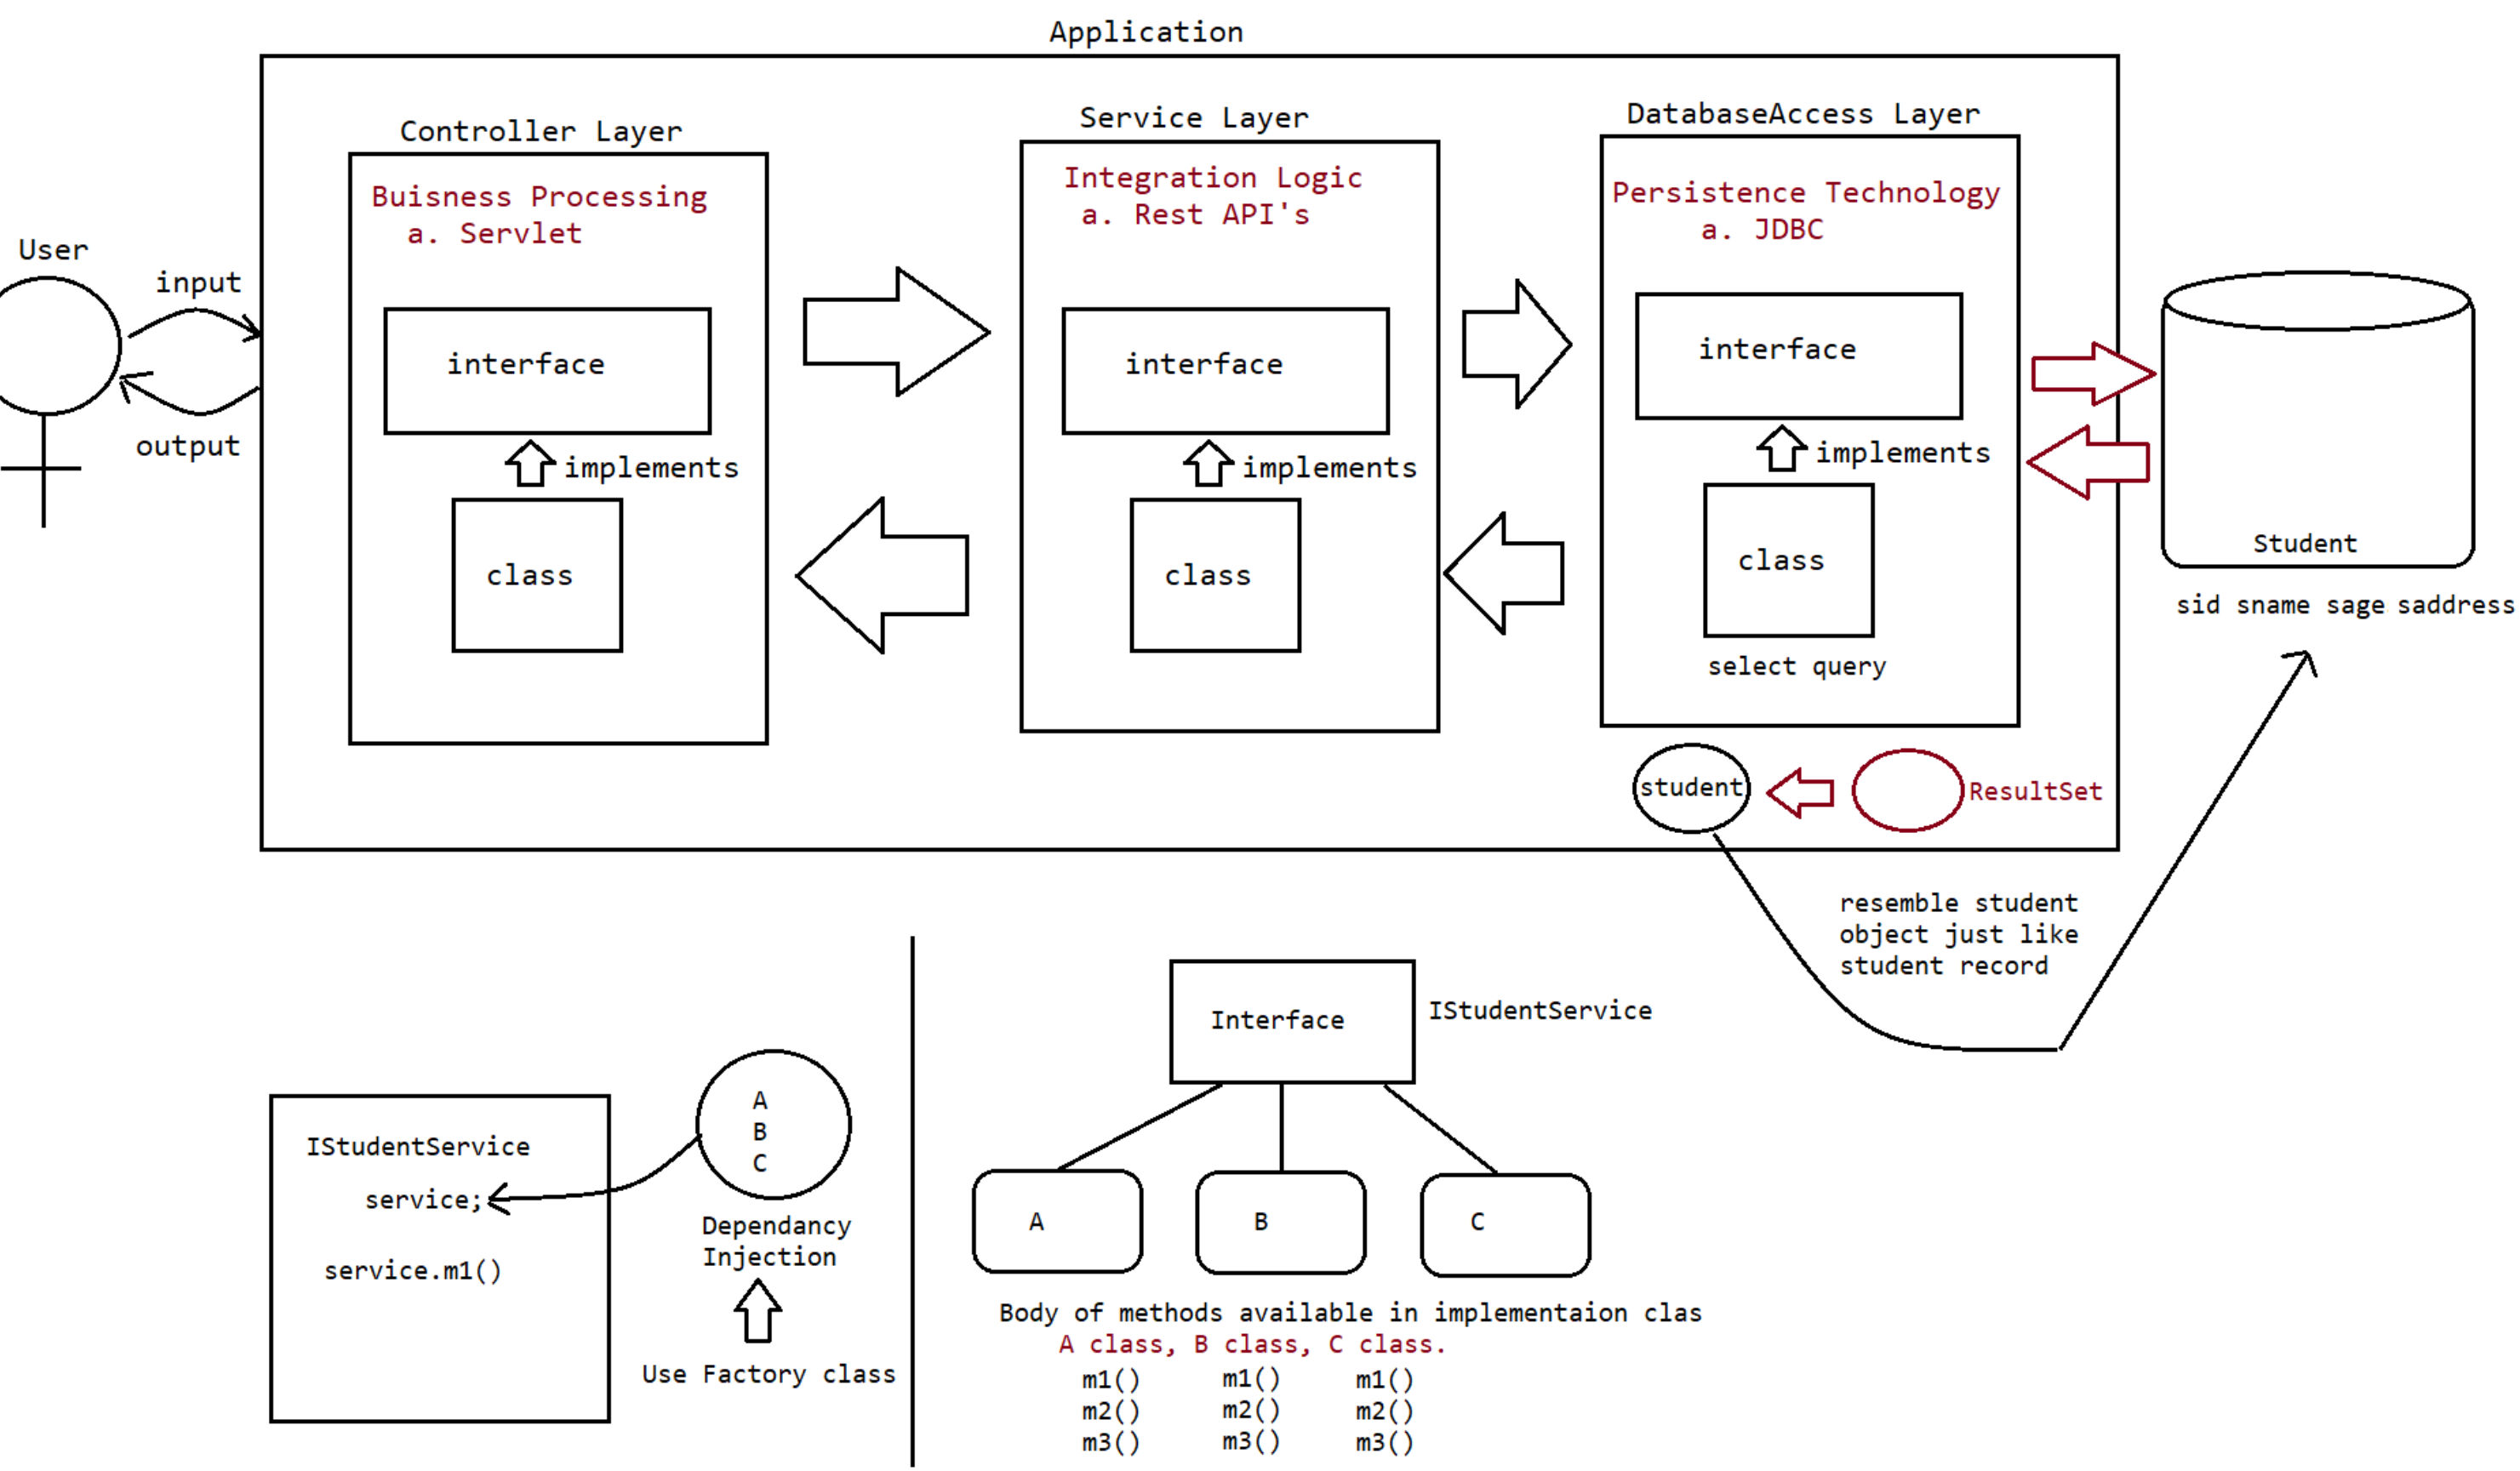 Application
User
input
output
Controller Layer
Buisness Processing
a. Servlet
interface
implements
class
Service Layer
Integration Logic
a. Rest API's
interface
implements
class
DatabaseAccess Layer
Persistence Technology
a. JDBC
interface
implements
class
select query
student
ResultSet
Student
sid sname sage saddress
resemble student
object just like
student record
IStudentService
service;
service.m1()
A
B
C
Dependancy
Injection
Use Factory class
Interface
IStudentService
A
B
C
Body of methods available in implementaion clas
A class, B class, C class.
m1() m1() m1()
m2() m2() m2()
m3() m3() m3()